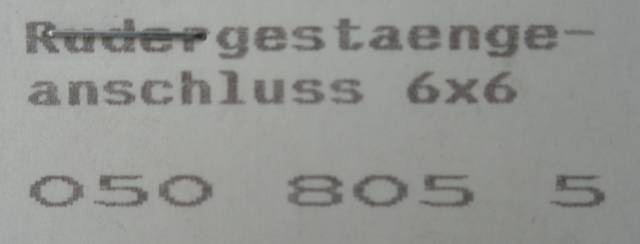 Rudergestaenge-
anschluss 6x6
050 805 5